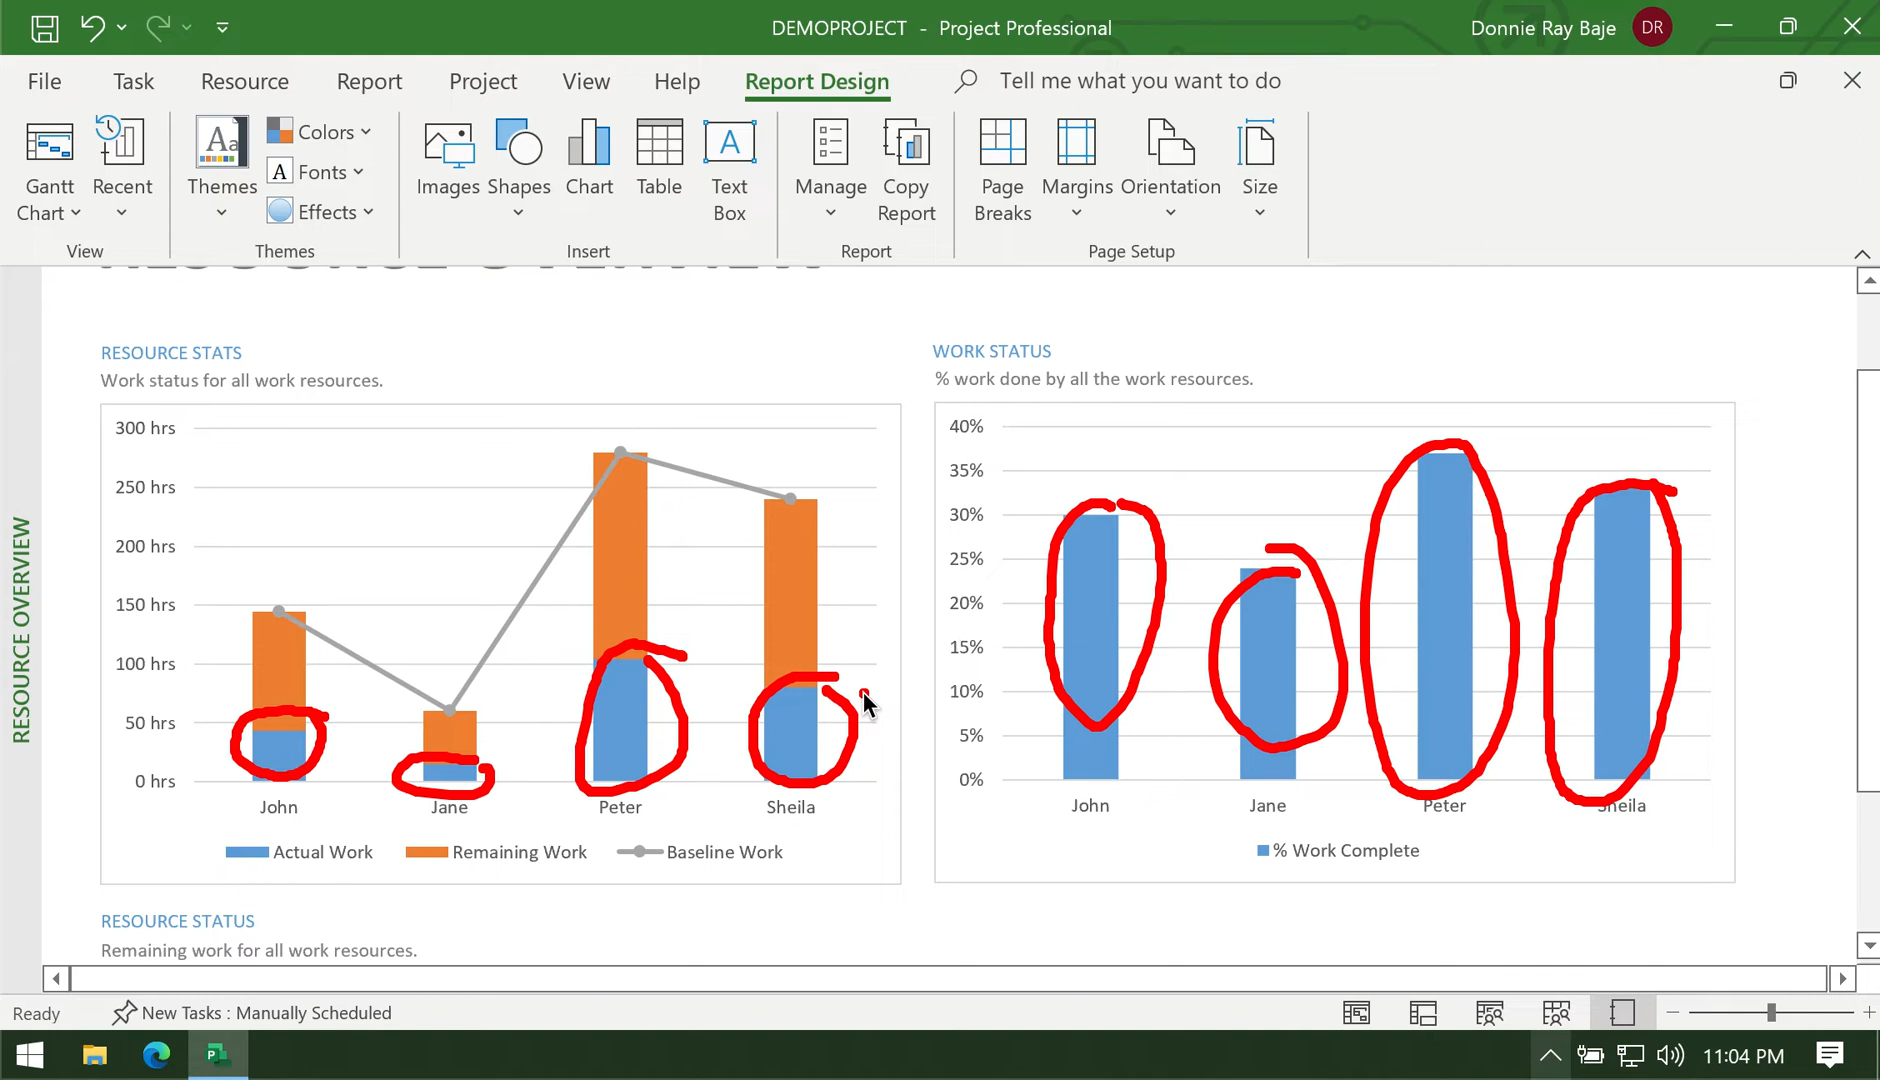 DEMOPROJECT - Project Professional
Donnie Ray Baje
DR
File Task Resource Report Project View Help Report Design Tell me what you want to do
Gantt Chart
Recent
View
Aa
Themes
Colors
A Fonts
Effects
Themes
Images
Shapes
Chart
Table
A
Text Box
Insert
Manage
Copy Report
Report
Page Breaks
Margins
Orientation
Size
Page Setup
RESOURCE OVERVIEW
RESOURCE OVERVIEW
RESOURCE STATS
Work status for all work resources.
300 hrs
250 hrs
200 hrs
150 hrs
100 hrs
50 hrs
0 hrs
John Jane Peter Sheila
Actual Work Remaining Work Baseline Work
WORK STATUS
% work done by all the work resources.
40%
35%
30%
25%
20%
15%
10%
5%
0%
John Jane Peter Sheila
% Work Complete
RESOURCE STATUS
Remaining work for all work resources.
Ready New Tasks : Manually Scheduled
P
11:04 PM